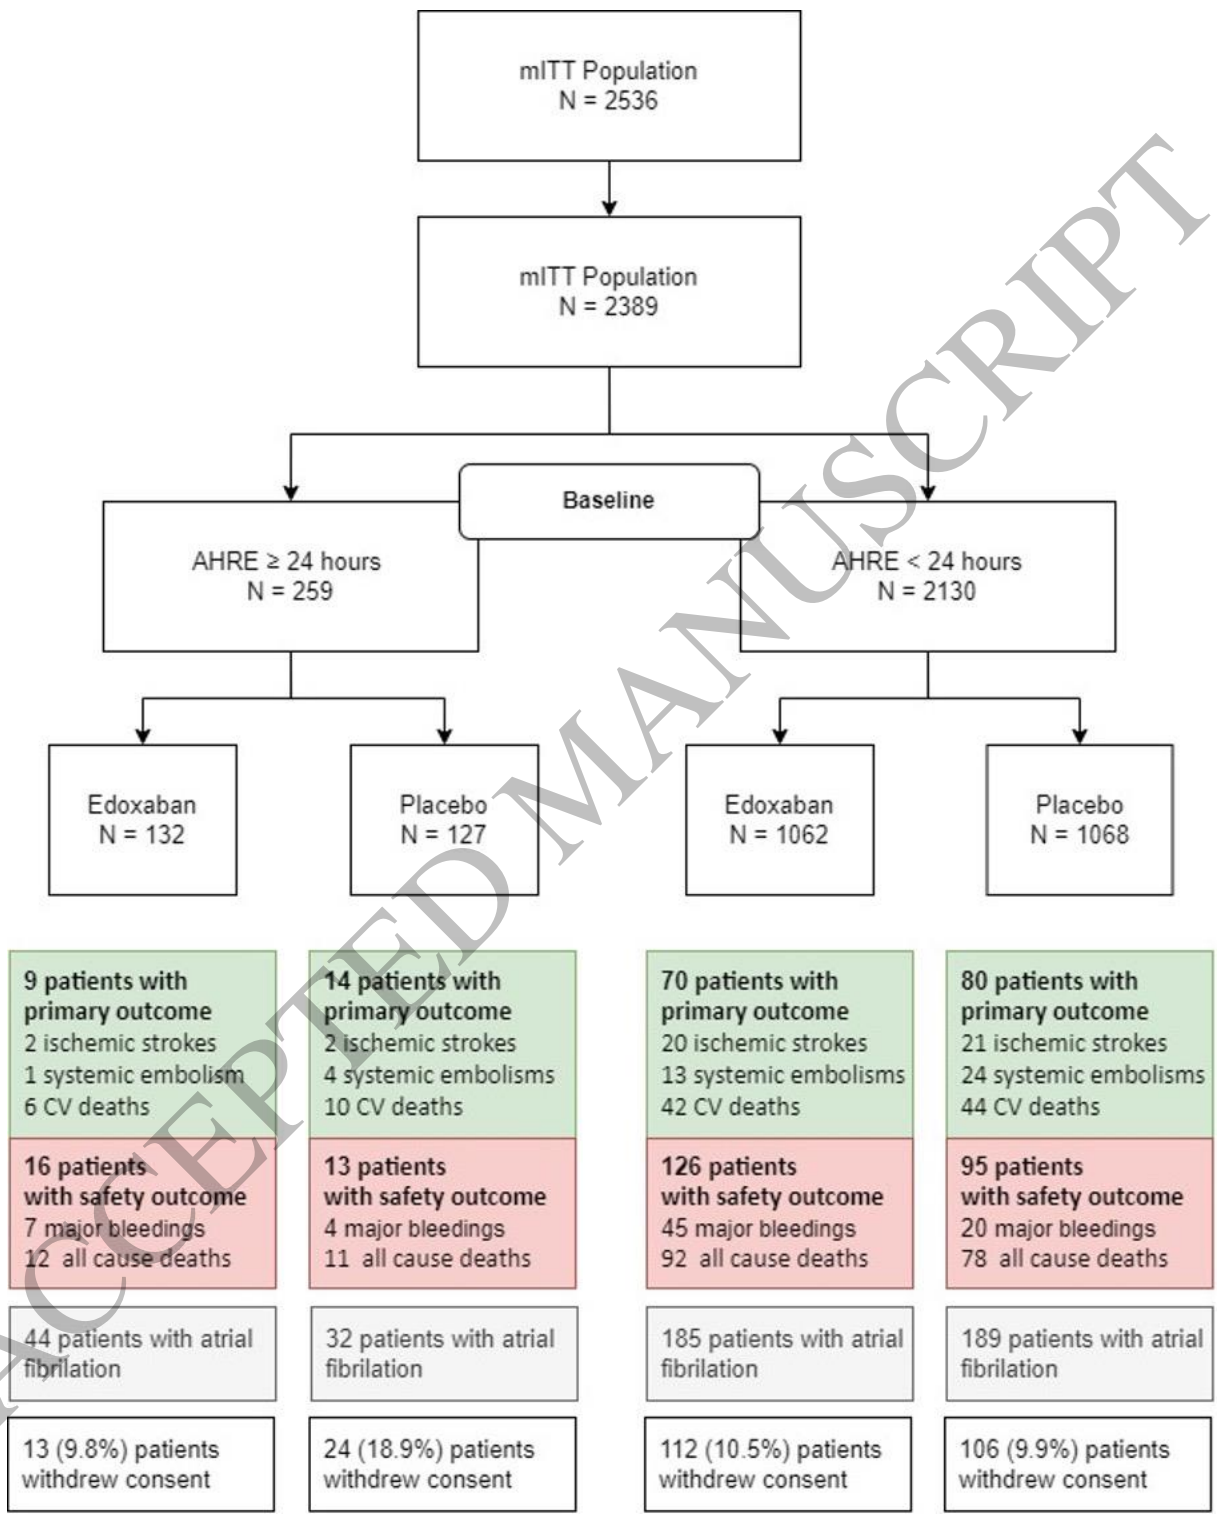 mITT Population
N = 2536
mITT Population
N = 2389
Baseline
AHRE ≥ 24 hours
N = 259
AHRE < 24 hours
N = 2130
Edoxaban
N = 132
Placebo
N = 127
Edoxaban
N = 1062
Placebo
N = 1068
9 patients with
primary outcome
2 ischemic strokes
1 systemic embolism
6 CV deaths
14 patients with
primary outcome
2 ischemic strokes
4 systemic embolisms
10 CV deaths
70 patients with
primary outcome
20 ischemic strokes
13 systemic embolisms
42 CV deaths
80 patients with
primary outcome
21 ischemic strokes
24 systemic embolisms
44 CV deaths
16 patients
with safety outcome
7 major bleedings
12 all cause deaths
13 patients
with safety outcome
4 major bleedings
11 all cause deaths
126 patients
with safety outcome
45 major bleedings
92 all cause deaths
95 patients
with safety outcome
20 major bleedings
78 all cause deaths
44 patients with atrial
fibrilation
32 patients with atrial
fibrilation
185 patients with atrial
fibrilation
189 patients with atrial
fibrilation
13 (9.8%) patients
withdrew consent
24 (18.9%) patients
withdrew consent
112 (10.5%) patients
withdrew consent
106 (9.9%) patients
withdrew consent
ACCEPTED MANUSCRIPT